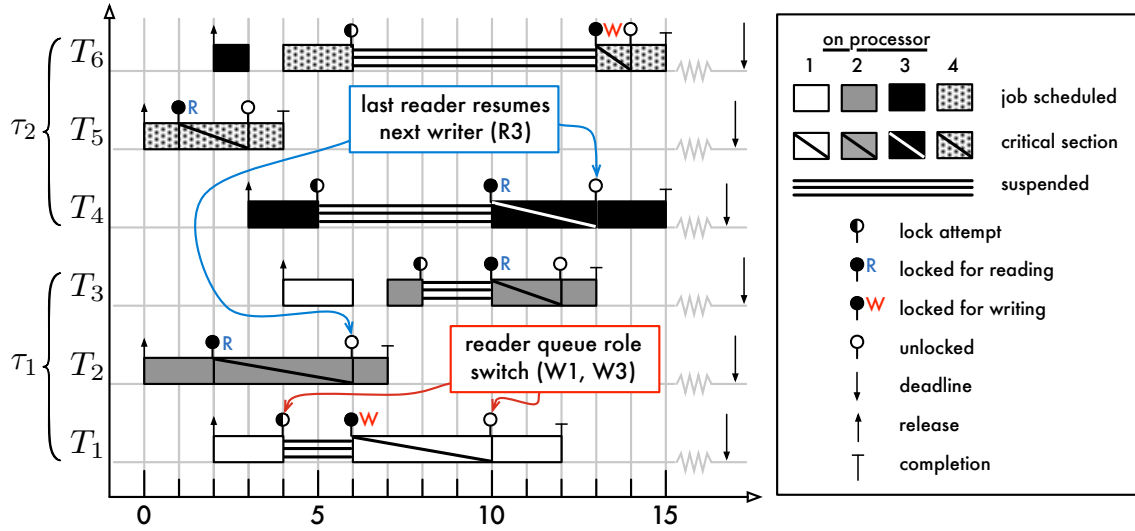 τ2
T6
T5
T4
τ1
T3
T2
T1
W
R
R
R
R
W
last reader resumes
next writer (R3)
reader queue role
switch (W1, W3)
0
5
10
15
on processor
1
2
3
4
job scheduled
critical section
suspended
lock attempt
R
locked for reading
W
locked for writing
unlocked
deadline
release
completion